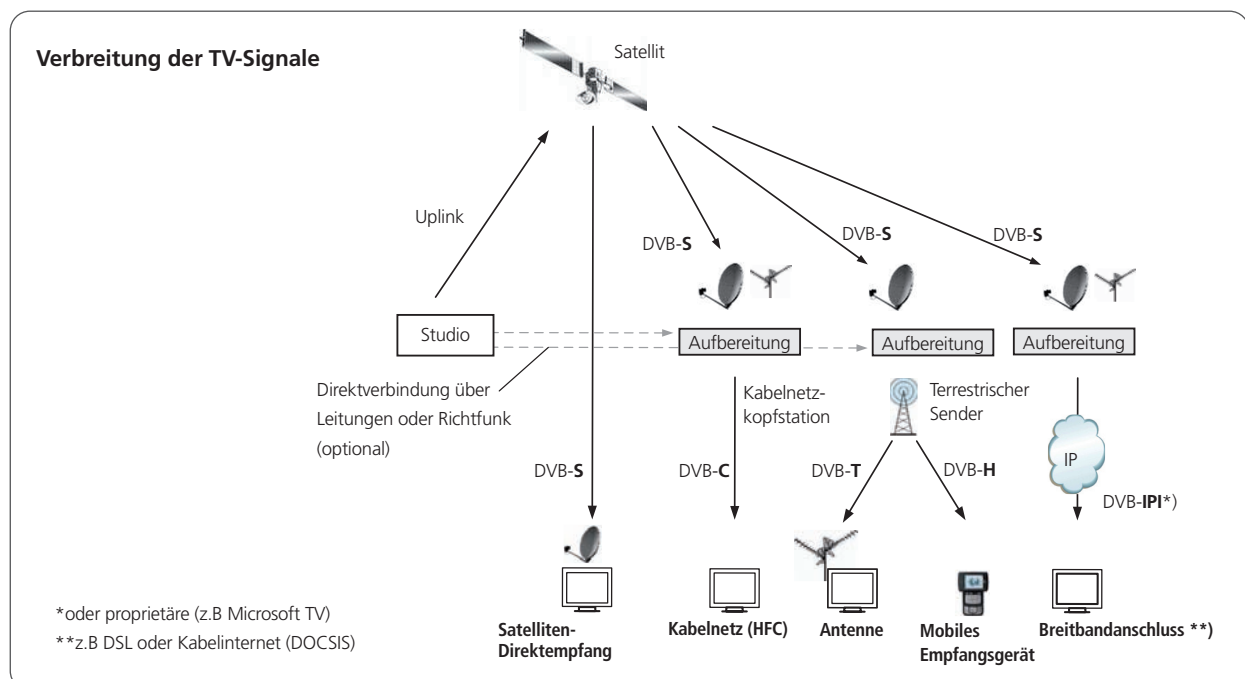 Verbreitung der TV-Signale
Satellit
Uplink
DVB-S
DVB-S
DVB-S
Studio
Aufbereitung
Aufbereitung
Aufbereitung
Direktverbindung über
Leitungen oder Richtfunk
(optional)
Kabelnetz-
kopfstation
Terrestrischer
Sender
IP
DVB-S
DVB-C
DVB-T
DVB-H
DVB-IPI*)
Satelliten-
Direktempfang
Kabelnetz (HFC)
Antenne
Mobiles
Empfangsgerät
Breitbandanschluss **)
*oder proprietäre (z.B Microsoft TV)
**z.B DSL oder Kabelinternet (DOCSIS)